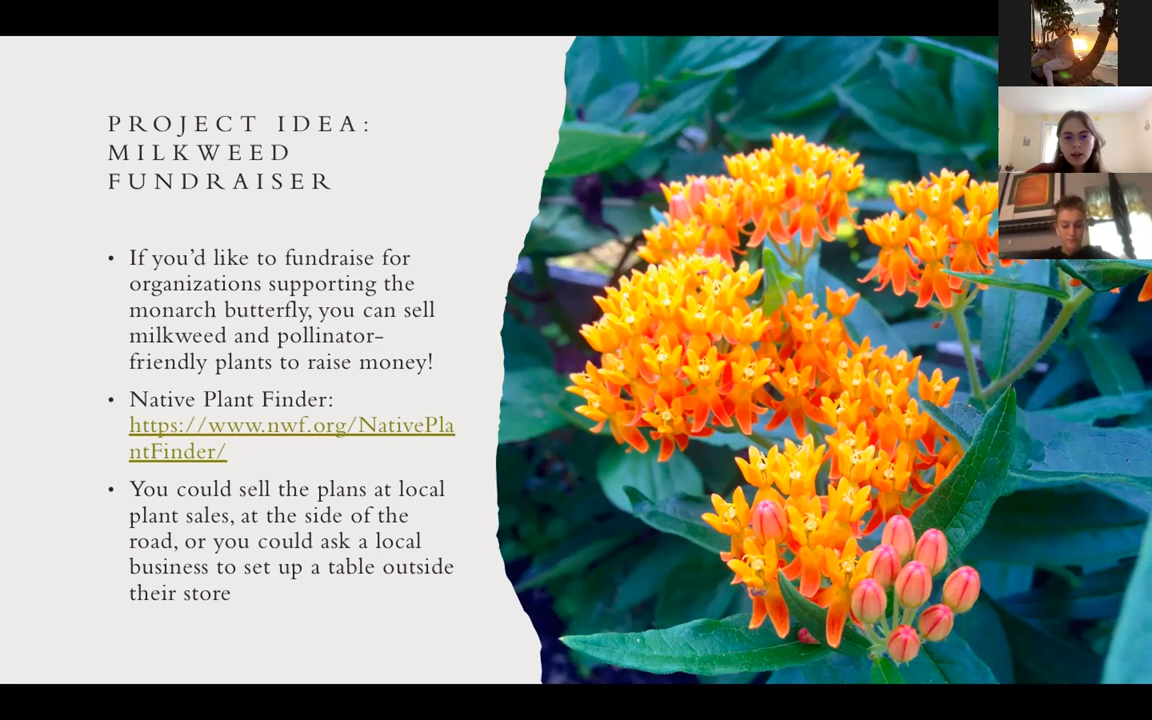 PROJECT IDEA:
MILKWEED
FUNDRAISER
• If you’d like to fundraise for
organizations supporting the
monarch butterfly, you can sell
milkweed and pollinator-
friendly plants to raise money!
• Native Plant Finder:
https://www.nwf.org/NativePla
ntFinder/
• You could sell the plans at local
plant sales, at the side of the
road, or you could ask a local
business to set up a table outside
their store